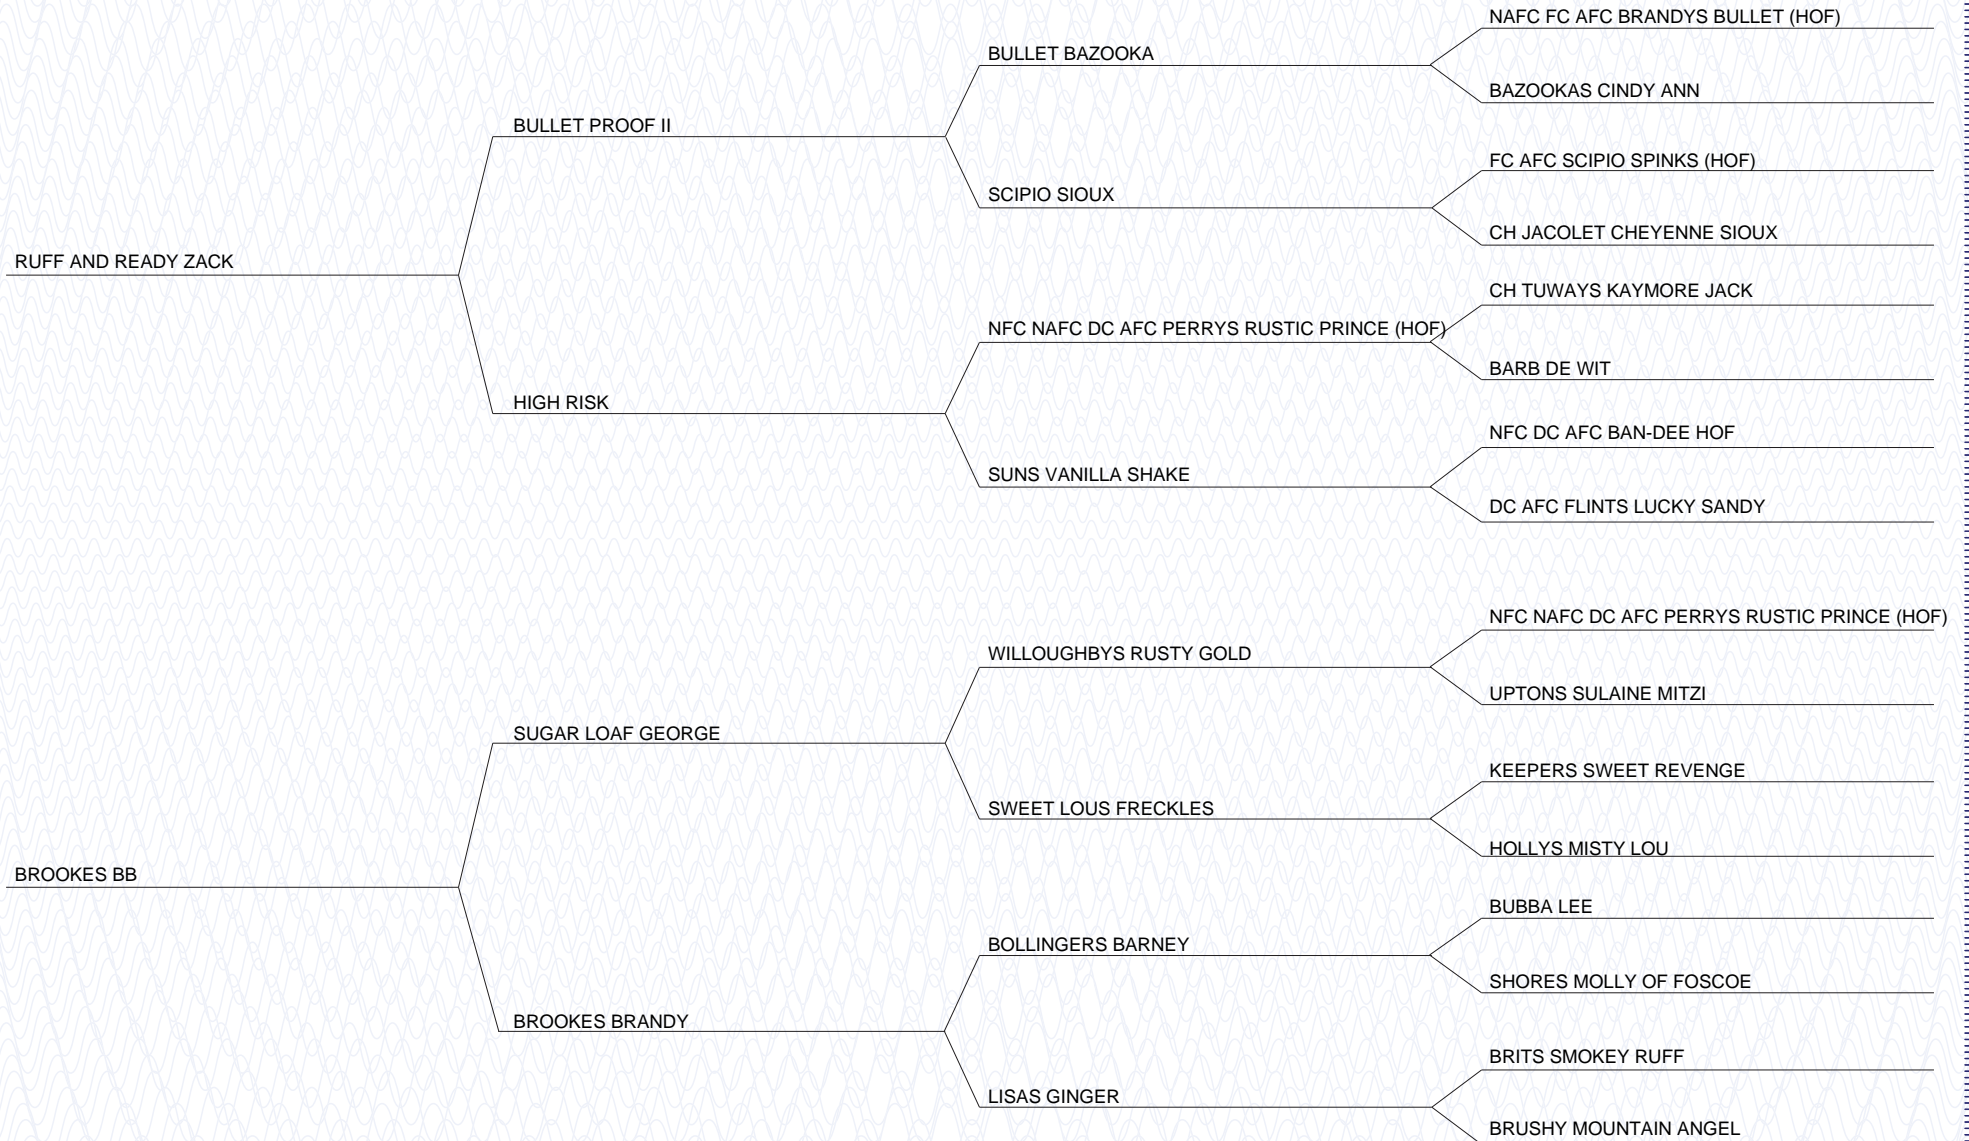 NAFC FC AFC BRANDYS BULLET (HOF)
BULLET BAZOOKA
BAZOOKAS CINDY ANN
BULLET PROOF II
FC AFC SCIPIO SPINKS (HOF)
SCIPIO SIOUX
CH JACOLET CHEYENNE SIOUX
RUFF AND READY ZACK
CH TUWAYS KAYMORE JACK
NFC NAFC DC AFC PERRYS RUSTIC PRINCE (HOF)
BARB DE WIT
HIGH RISK
NFC DC AFC BAN-DEE HOF
SUNS VANILLA SHAKE
DC AFC FLINTS LUCKY SANDY
NFC NAFC DC AFC PERRYS RUSTIC PRINCE (HOF)
WILLOUGHBYS RUSTY GOLD
UPTONS SULAINE MITZI
SUGAR LOAF GEORGE
KEEPERS SWEET REVENGE
SWEET LOUS FRECKLES
HOLLYS MISTY LOU
BROOKES BB
BUBBA LEE
BOLLINGERS BARNEY
SHORES MOLLY OF FOSCOE
BROOKES BRANDY
BRITS SMOKEY RUFF
LISAS GINGER
BRUSHY MOUNTAIN ANGEL